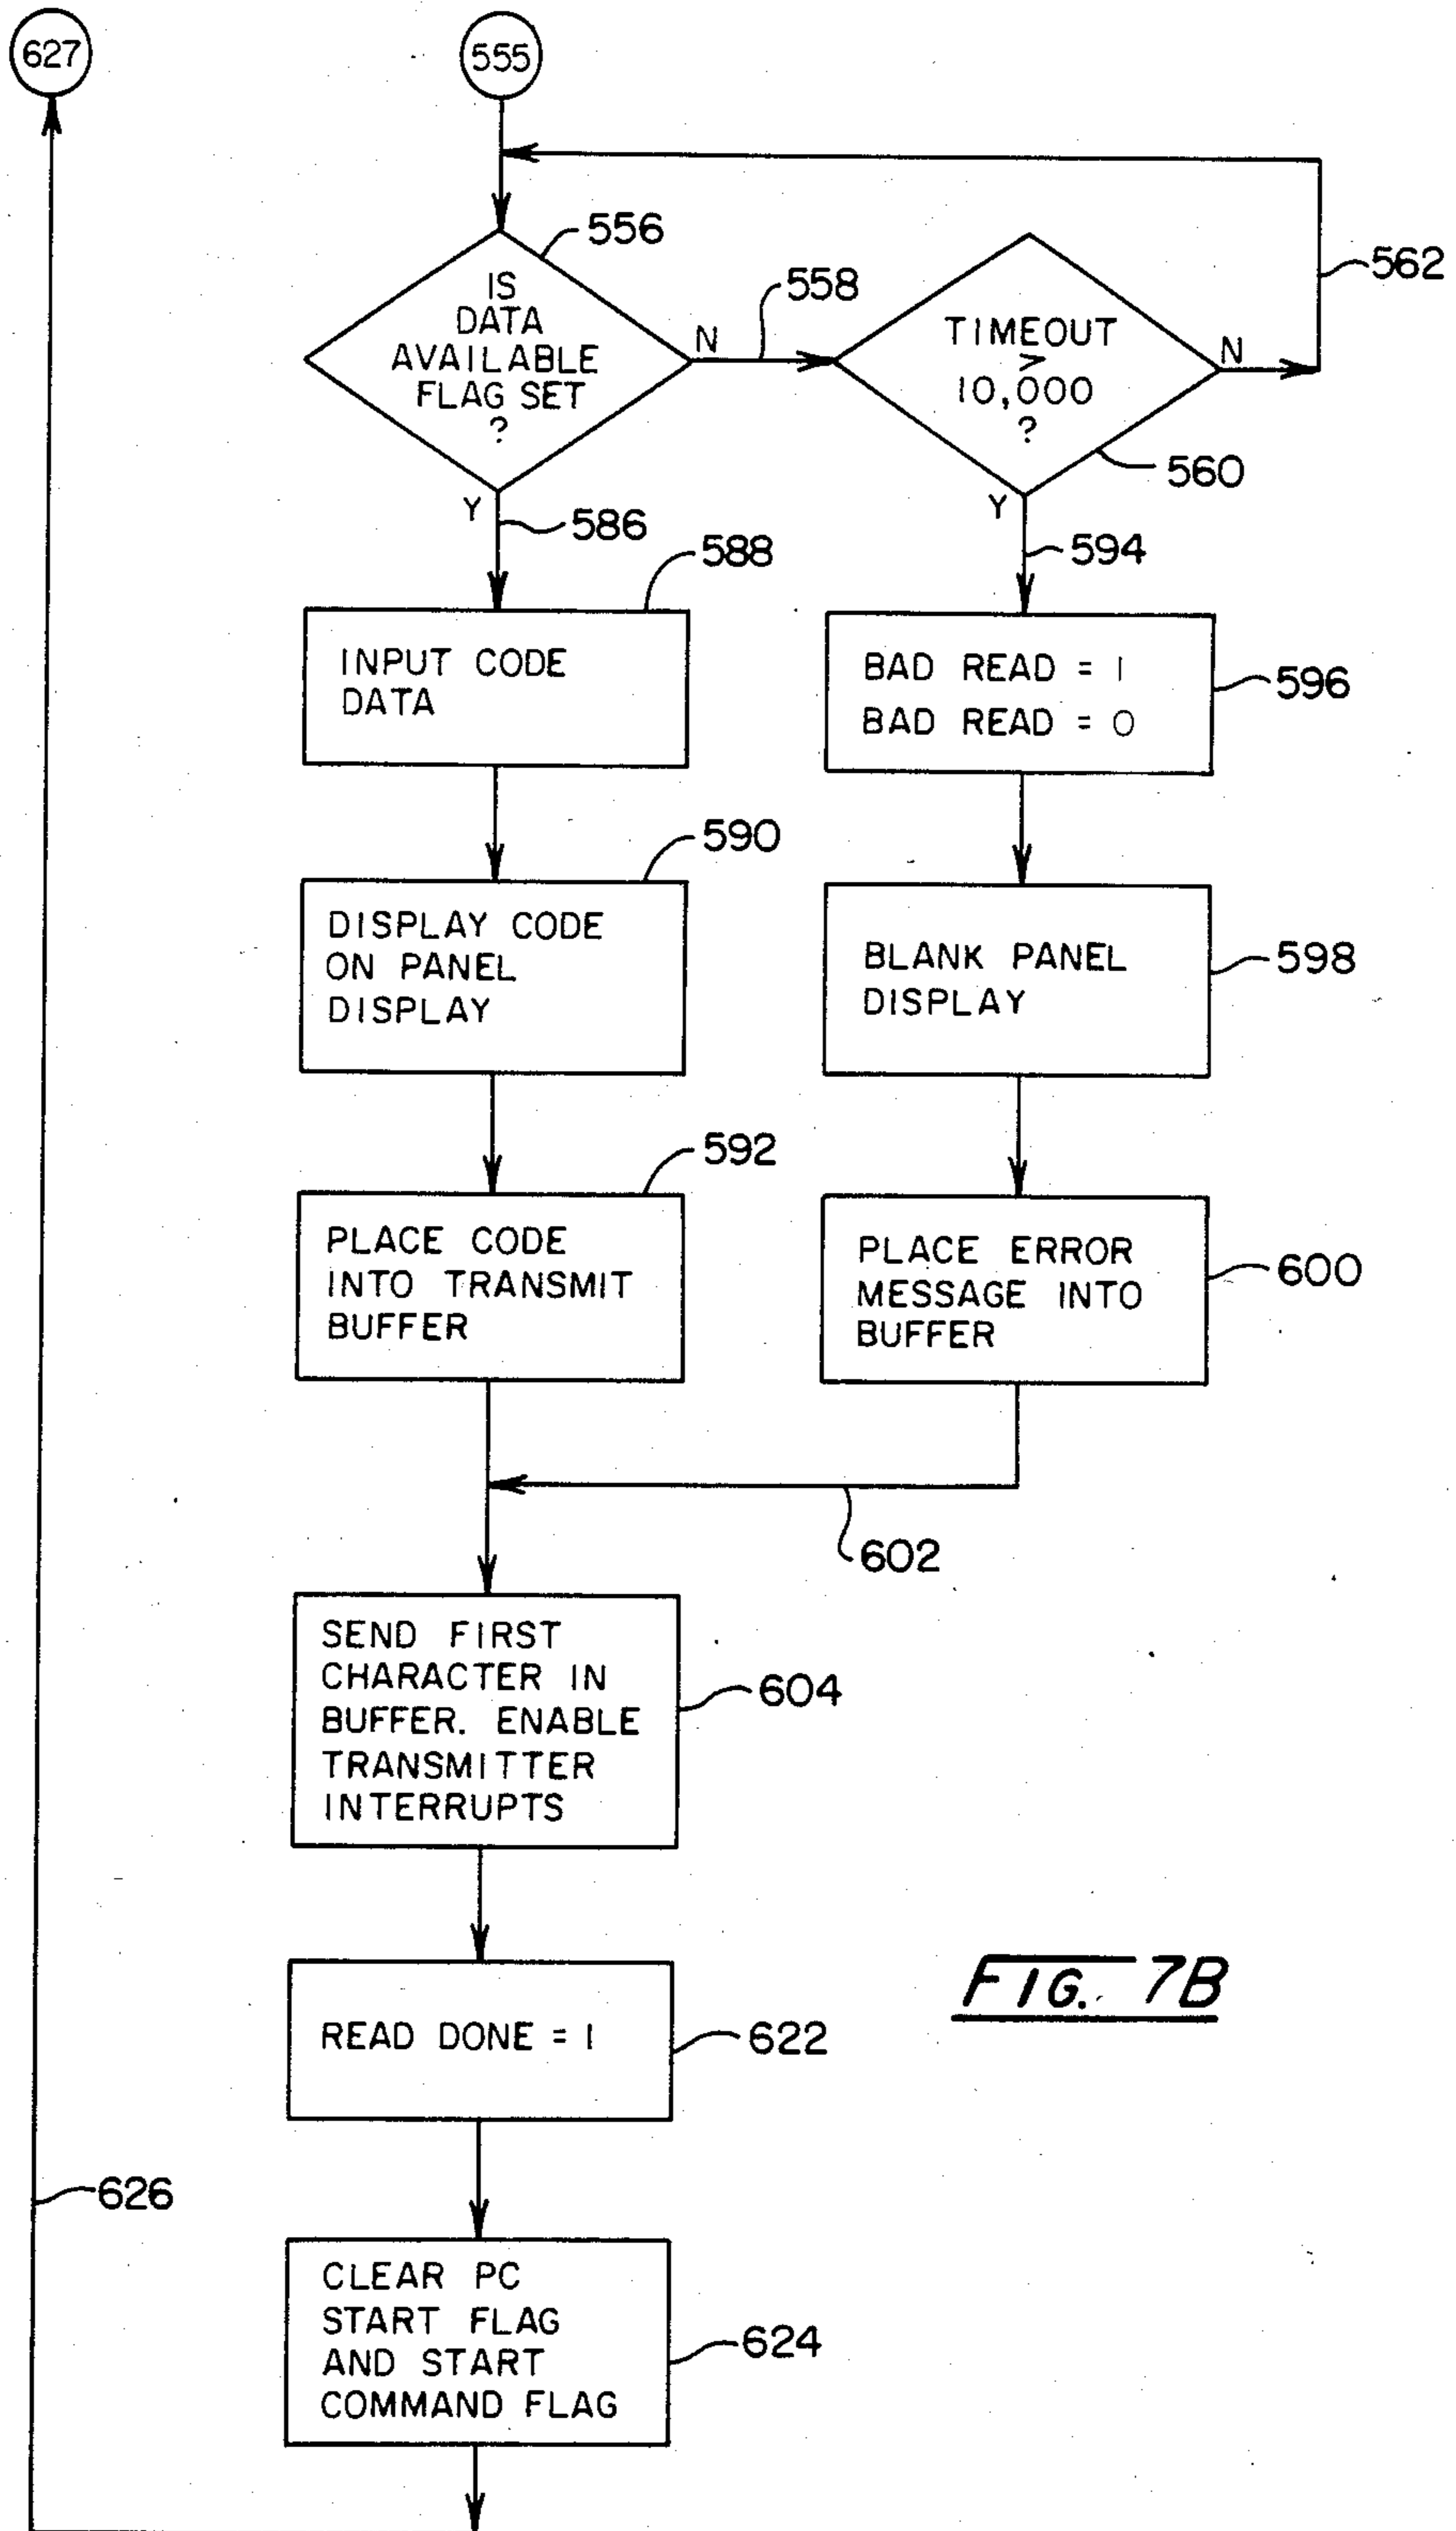 627
555
556
IS
DATA
AVAILABLE
FLAG SET
?
N
558
TIMEOUT
>
10,000
?
N
562
560
Y
586
Y
594
588
INPUT CODE
DATA
BAD READ = 1
BAD READ = 0
596
590
DISPLAY CODE
ON PANEL
DISPLAY
BLANK PANEL
DISPLAY
598
592
PLACE CODE
INTO TRANSMIT
BUFFER
PLACE ERROR
MESSAGE INTO
BUFFER
600
602
SEND FIRST
CHARACTER IN
BUFFER. ENABLE
TRANSMITTER
INTERRUPTS
604
READ DONE = 1
622
FIG. 7B
626
CLEAR PC
START FLAG
AND START
COMMAND FLAG
624